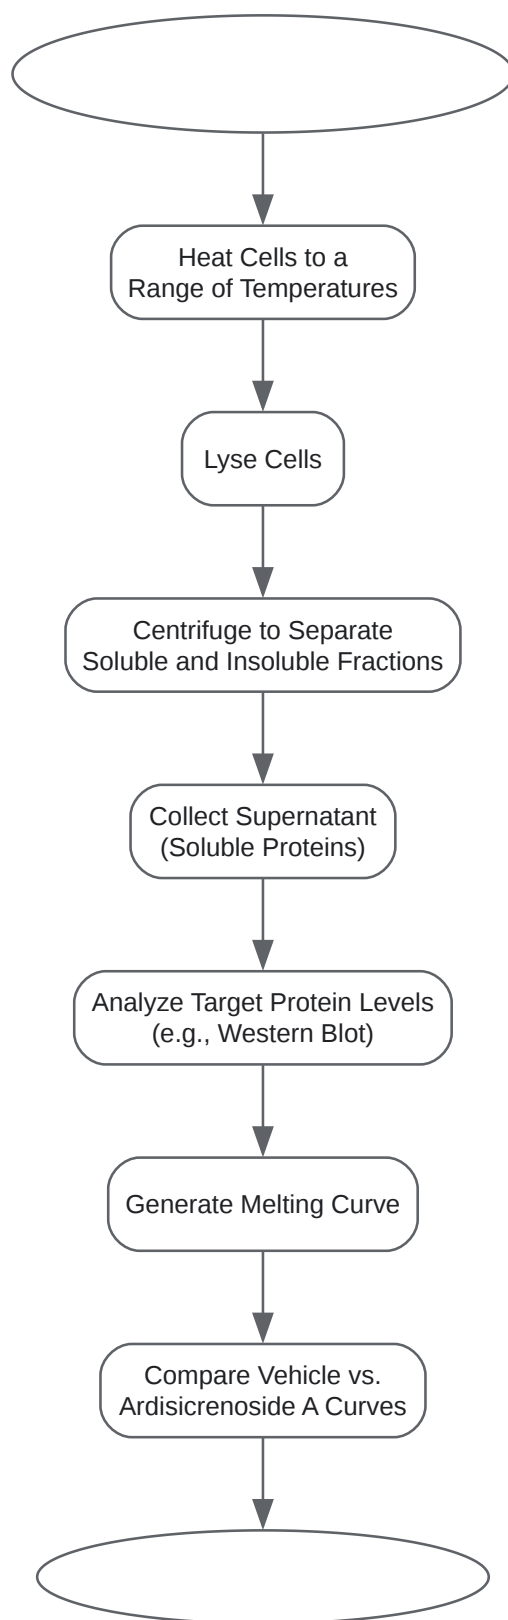 Heat Cells to a
Range of Temperatures
Lyse Cells
Centrifuge to Separate
Soluble and Insoluble Fractions
Collect Supernatant
(Soluble Proteins)
Analyze Target Protein Levels
(e.g., Western Blot)
Generate Melting Curve
Compare Vehicle vs.
Ardisicrenoside A Curves